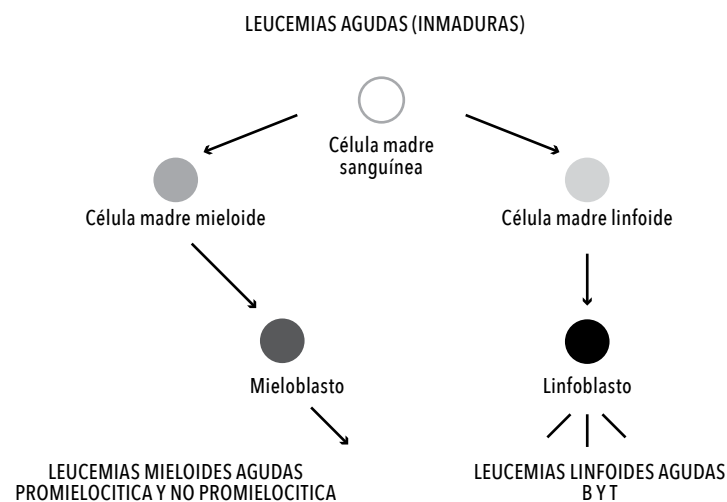 LEUCEMIAS AGUDAS (INMADURAS)
Célula madre
sanguínea
Célula madre mieloide
Célula madre linfoide
Mieloblasto
Linfoblasto
LEUCEMIAS MIELOIDES AGUDAS
PROMIELOCITICA Y NO PROMIELOCITICA
LEUCEMIAS LINFOIDES AGUDAS
B Y T